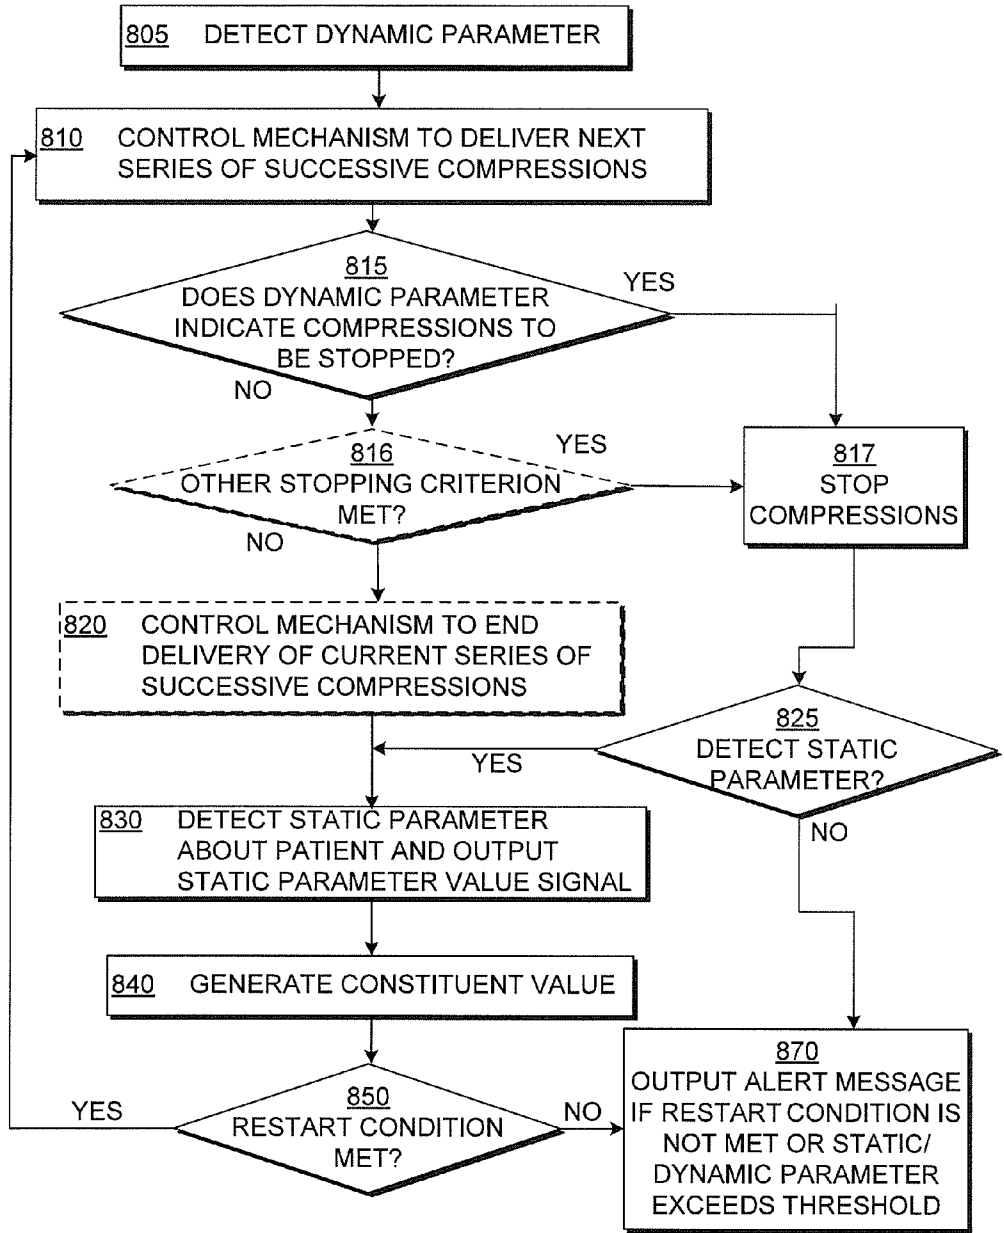 805 DETECT DYNAMIC PARAMETER
810 CONTROL MECHANISM TO DELIVER NEXT
SERIES OF SUCCESSIVE COMPRESSIONS
815
DOES DYNAMIC PARAMETER
INDICATE COMPRESSIONS TO
BE STOPPED?
YES
NO
816
OTHER STOPPING CRITERION
MET?
YES
NO
817
STOP
COMPRESSIONS
820 CONTROL MECHANISM TO END
DELIVERY OF CURRENT SERIES OF
SUCCESSIVE COMPRESSIONS
825
DETECT STATIC
PARAMETER?
YES
NO
830 DETECT STATIC PARAMETER
ABOUT PATIENT AND OUTPUT
STATIC PARAMETER VALUE SIGNAL
840 GENERATE CONSTITUENT VALUE
850
RESTART CONDITION
MET?
YES
NO
870
OUTPUT ALERT MESSAGE
IF RESTART CONDITION IS
NOT MET OR STATIC/
DYNAMIC PARAMETER
EXCEEDS THRESHOLD